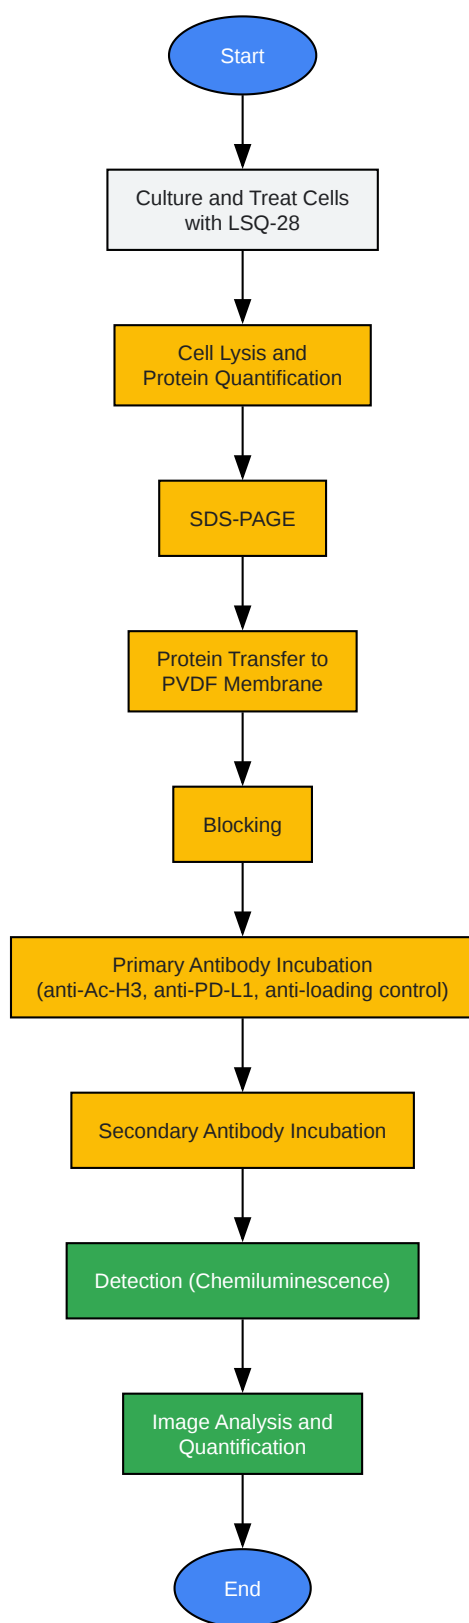 Start
Culture and Treat Cells
with LSQ-28
Cell Lysis and
Protein Quantification
SDS-PAGE
Protein Transfer to
PVDF Membrane
Blocking
Primary Antibody Incubation
(anti-Ac-H3, anti-PD-L1, anti-loading control)
Secondary Antibody Incubation
Detection (Chemiluminescence)
Image Analysis and
Quantification
End